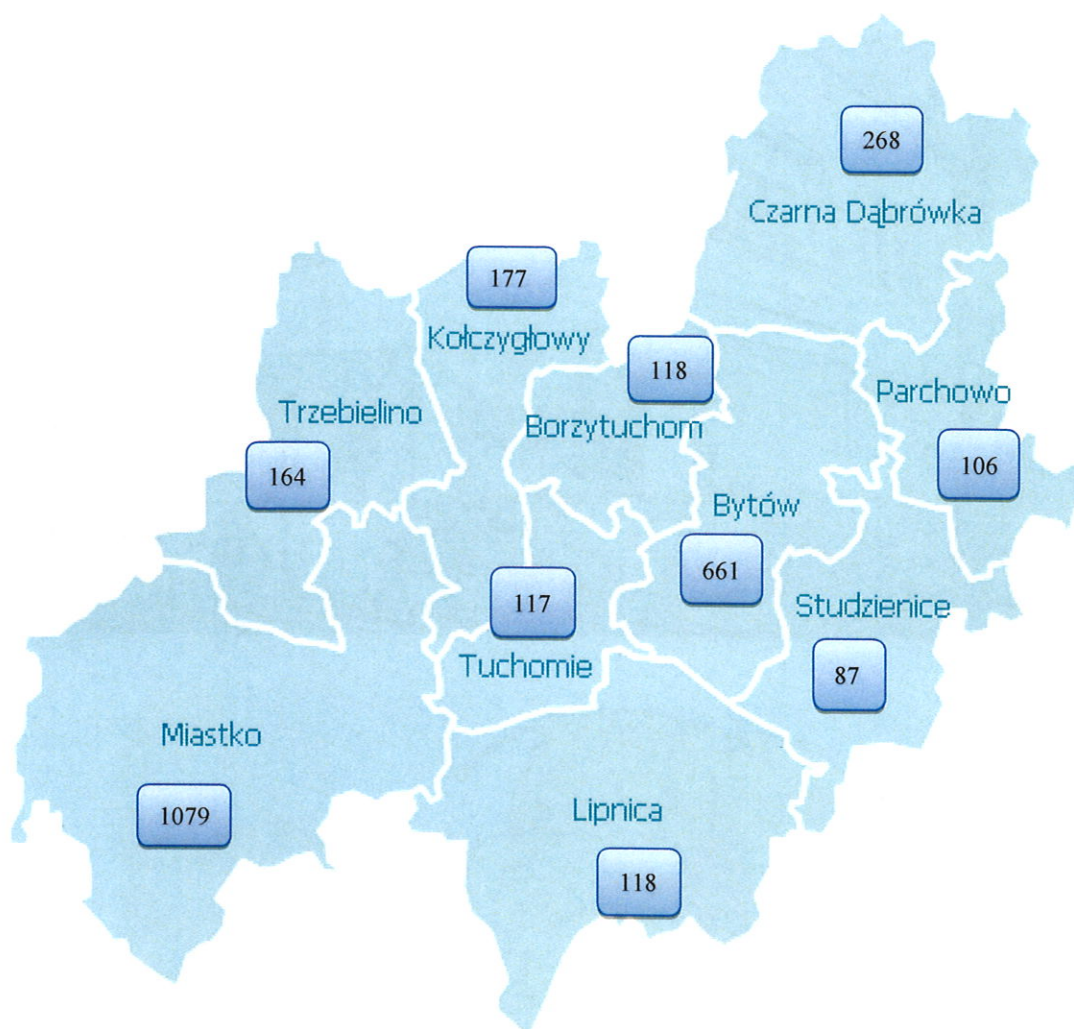 268
Czarna Dąbrówka
177
Kołczygłowy
118
Borzytuchom
Parchowo
106
Trzebielino
164
Bytów
661
117
Tuchomie
Studzienice
87
Miastko
1079
Lipnica
118